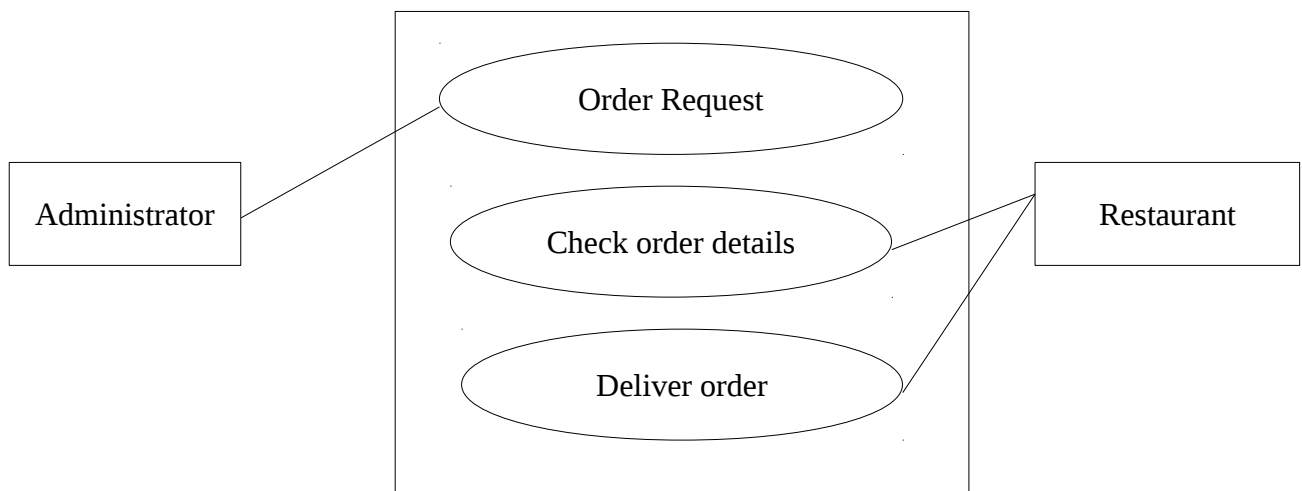 Order Request
Administrator
Restaurant
Check order details
Deliver order